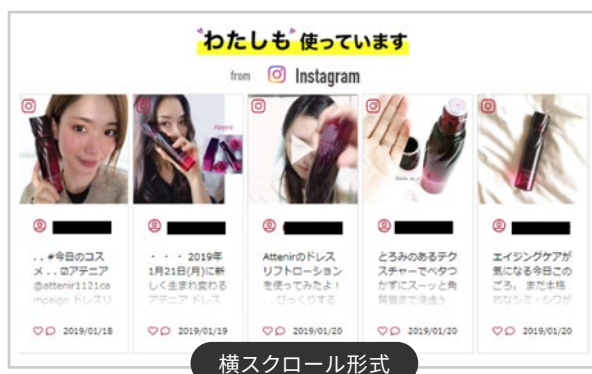 わたしも使っています
from Instagram
Attenir
. . #今日のコス
メ . . ☑アテニア
@attenir1121ca
mpaign ドレスリ
2019/01/18
・ ・ ・ 2019年
1月21日(月)に新
しく生まれ変わる
アテニア ドレス
2019/01/19
Attenirのドレス
リフトローション
を使ってみたよ！
. . びっくりする
2019/01/20
とろみのあるテク
スチャーでベタつ
かずにスーッと角
質層まで浸透♪
2019/01/20
エイジングケアが
気になる今日この
ごろ。 まだ本格
的なシミ・シワが
2019/01/20
横スクロール形式